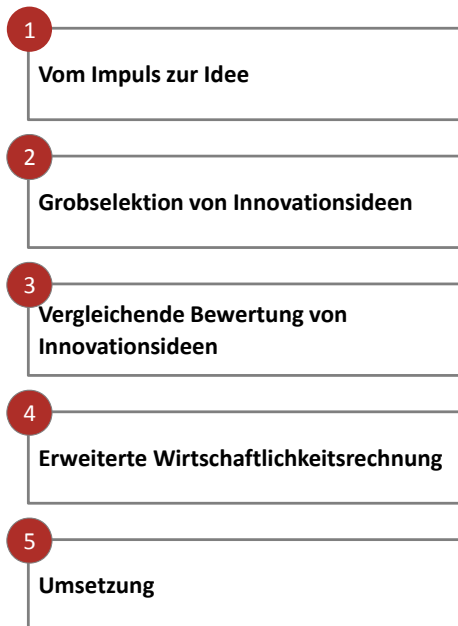 1
Vom Impuls zur Idee
2
Grobselektion von Innovationsideen
3
Vergleichende Bewertung von
Innovationsideen
4
Erweiterte Wirtschaftlichkeitsrechnung
5
Umsetzung